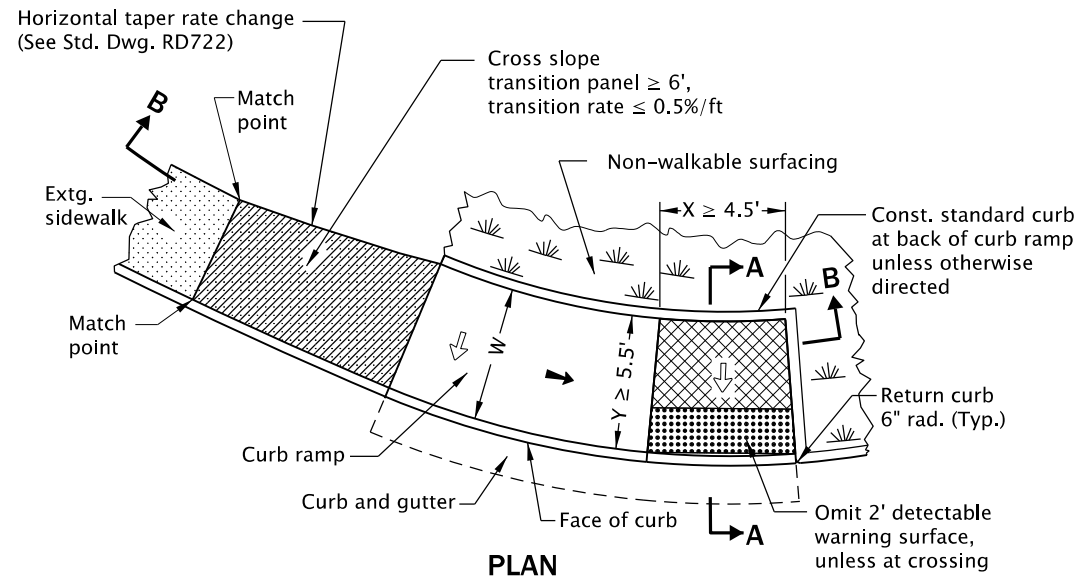 Horizontal taper rate change
(See Std. Dwg. RD722)
Cross slope
transition panel ≥ 6',
transition rate ≤ 0.5%/ft
B
Match
point
Non-walkable surfacing
Extg.
sidewalk
X ≥ 4.5'
Const. standard curb
at back of curb ramp
unless otherwise
directed
A
B
Match
point
W
Y ≥ 5.5'
Return curb
6" rad. (Typ.)
Curb ramp
Curb and gutter
Face of curb
A
Omit 2' detectable
warning surface,
unless at crossing
PLAN